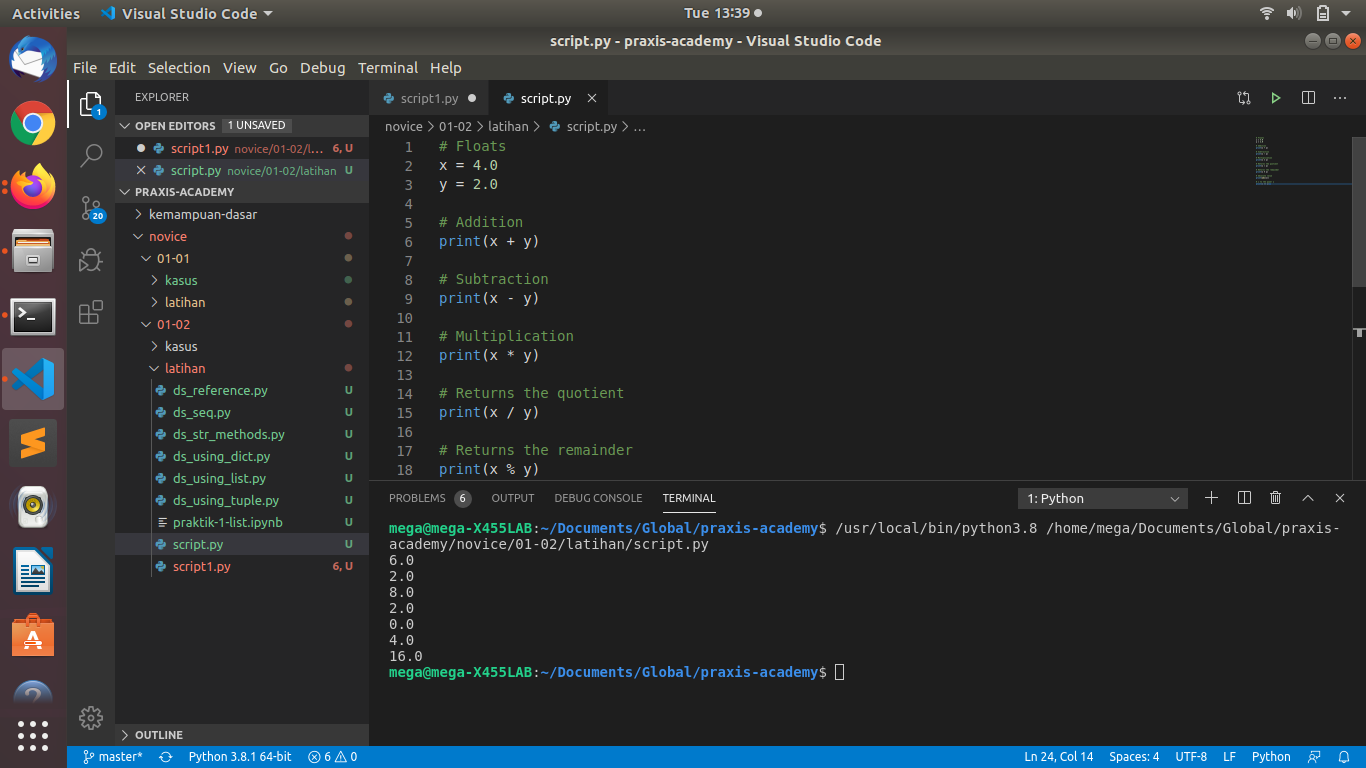 Activities Visual Studio Code Tue 13:39
script.py - praxis-academy - Visual Studio Code
File Edit Selection View Go Debug Terminal Help
1
20
EXPLORER
OPEN EDITORS 1 UNSAVED
script1.py novice/01-02/l... 6, U
script.py novice/01-02/latihan U
PRAXIS-ACADEMY
kemampuan-dasar
novice
01-01
kasus
latihan
01-02
kasus
latihan
ds_reference.py U
ds_seq.py U
ds_str_methods.py U
ds_using_dict.py U
ds_using_list.py U
ds_using_tuple.py U
praktik-1-list.ipynb U
script.py U
script1.py 6, U
OUTLINE
script1.py script.py
novice > 01-02 > latihan > script.py > ...
1 # Floats
2 x = 4.0
3 y = 2.0
4
5 # Addition
6 print(x + y)
7
8 # Subtraction
9 print(x - y)
10
11 # Multiplication
12 print(x * y)
13
14 # Returns the quotient
15 print(x / y)
16
17 # Returns the remainder
18 print(x % y)
PROBLEMS 6 OUTPUT DEBUG CONSOLE TERMINAL 1: Python
mega@mega-X455LAB:~/Documents/Global/praxis-academy$ /usr/local/bin/python3.8 /home/mega/Documents/Global/praxis-
academy/novice/01-02/latihan/script.py
6.0
2.0
8.0
2.0
0.0
4.0
16.0
mega@mega-X455LAB:~/Documents/Global/praxis-academy$
master* Python 3.8.1 64-bit 6 0 Ln 24, Col 14 Spaces: 4 UTF-8 LF Python